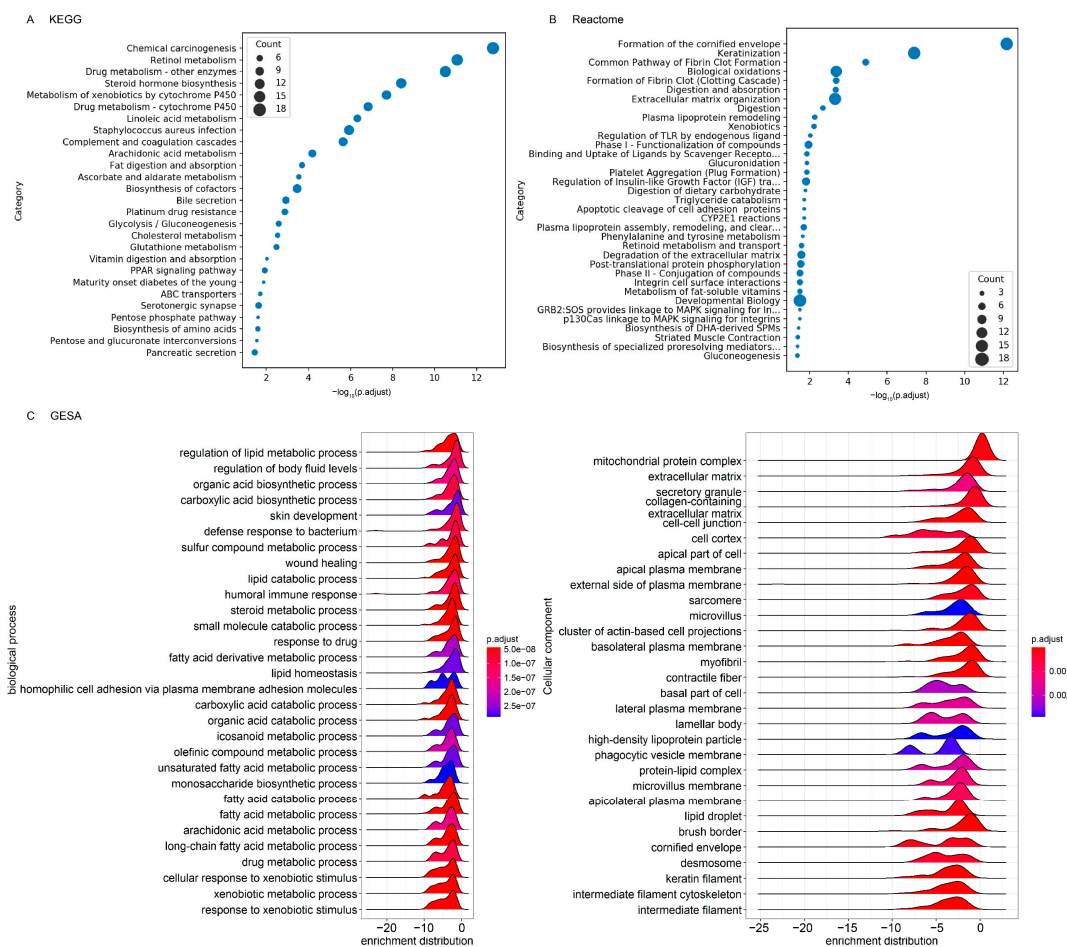 A KEGG
Category
Chemical carcinogenesis
Retinol metabolism
Drug metabolism - other enzymes
Steroid hormone biosynthesis
Metabolism of xenobiotics by cytochrome P450
Drug metabolism - cytochrome P450
Linoleic acid metabolism
Staphylococcus aureus infection
Complement and coagulation cascades
Arachidonic acid metabolism
Fat digestion and absorption
Ascorbate and aldarate metabolism
Biosynthesis of cofactors
Bile secretion
Platinum drug resistance
Glycolysis / Gluconeogenesis
Cholesterol metabolism
Glutathione metabolism
Vitamin digestion and absorption
PPAR signaling pathway
Maturity onset diabetes of the young
ABC transporters
Serotonergic synapse
Pentose phosphate pathway
Biosynthesis of amino acids
Pentose and glucuronate interconversions
Pancreatic secretion
Count
6
9
12
15
18
2 4 6 8 10 12
−log10(p.adjust)
B Reactome
Category
Formation of the cornified envelope
Keratinization
Common Pathway of Fibrin Clot Formation
Biological oxidations
Formation of Fibrin Clot (Clotting Cascade)
Digestion and absorption
Extracellular matrix organization
Digestion
Plasma lipoprotein remodeling
Xenobiotics
Regulation of TLR by endogenous ligand
Phase I - Functionalization of compounds
Binding and Uptake of Ligands by Scavenger Recepto...
Glucuronidation
Platelet Aggregation (Plug Formation)
Regulation of Insulin-like Growth Factor (IGF) tra...
Digestion of dietary carbohydrate
Triglyceride catabolism
Apoptotic cleavage of cell adhesion proteins
CYP2E1 reactions
Plasma lipoprotein assembly, remodeling, and clear...
Phenylalanine and tyrosine metabolism
Retinoid metabolism and transport
Degradation of the extracellular matrix
Post-translational protein phosphorylation
Phase II - Conjugation of compounds
Integrin cell surface interactions
Metabolism of fat-soluble vitamins
Developmental Biology
GRB2:SOS provides linkage to MAPK signaling for In...
p130Cas linkage to MAPK signaling for integrins
Biosynthesis of DHA-derived SPMs
Striated Muscle Contraction
Biosynthesis of specialized proresolving mediators...
Gluconeogenesis
Count
3
6
9
12
15
18
2 4 6 8 10 12
−log10(p.adjust)
C GESA
biological process
regulation of lipid metabolic process
regulation of body fluid levels
organic acid biosynthetic process
carboxylic acid biosynthetic process
skin development
defense response to bacterium
sulfur compound metabolic process
wound healing
lipid catabolic process
humoral immune response
steroid metabolic process
small molecule catabolic process
response to drug
fatty acid derivative metabolic process
lipid homeostasis
homophilic cell adhesion via plasma membrane adhesion molecules
carboxylic acid catabolic process
organic acid catabolic process
icosanoid metabolic process
olefinic compound metabolic process
unsaturated fatty acid metabolic process
monosaccharide biosynthetic process
fatty acid catabolic process
fatty acid metabolic process
arachidonic acid metabolic process
long-chain fatty acid metabolic process
drug metabolic process
cellular response to xenobiotic stimulus
xenobiotic metabolic process
response to xenobiotic stimulus
−20 −10 0
enrichment distribution
p.adjust
5.0e−08
1.0e−07
1.5e−07
2.0e−07
2.5e−07
Cellular component
mitochondrial protein complex
extracellular matrix
secretory granule
collagen-containing
extracellular matrix
cell-cell junction
cell cortex
apical part of cell
apical plasma membrane
external side of plasma membrane
sarcomere
microvillus
cluster of actin-based cell projections
basolateral plasma membrane
myofibril
contractile fiber
basal part of cell
lateral plasma membrane
lamellar body
high-density lipoprotein particle
phagocytic vesicle membrane
protein-lipid complex
microvillus membrane
apicolateral plasma membrane
lipid droplet
brush border
cornified envelope
desmosome
keratin filament
intermediate filament cytoskeleton
intermediate filament
−25 −20 −15 −10 −5 0
enrichment distribution
p.adjust
0.00